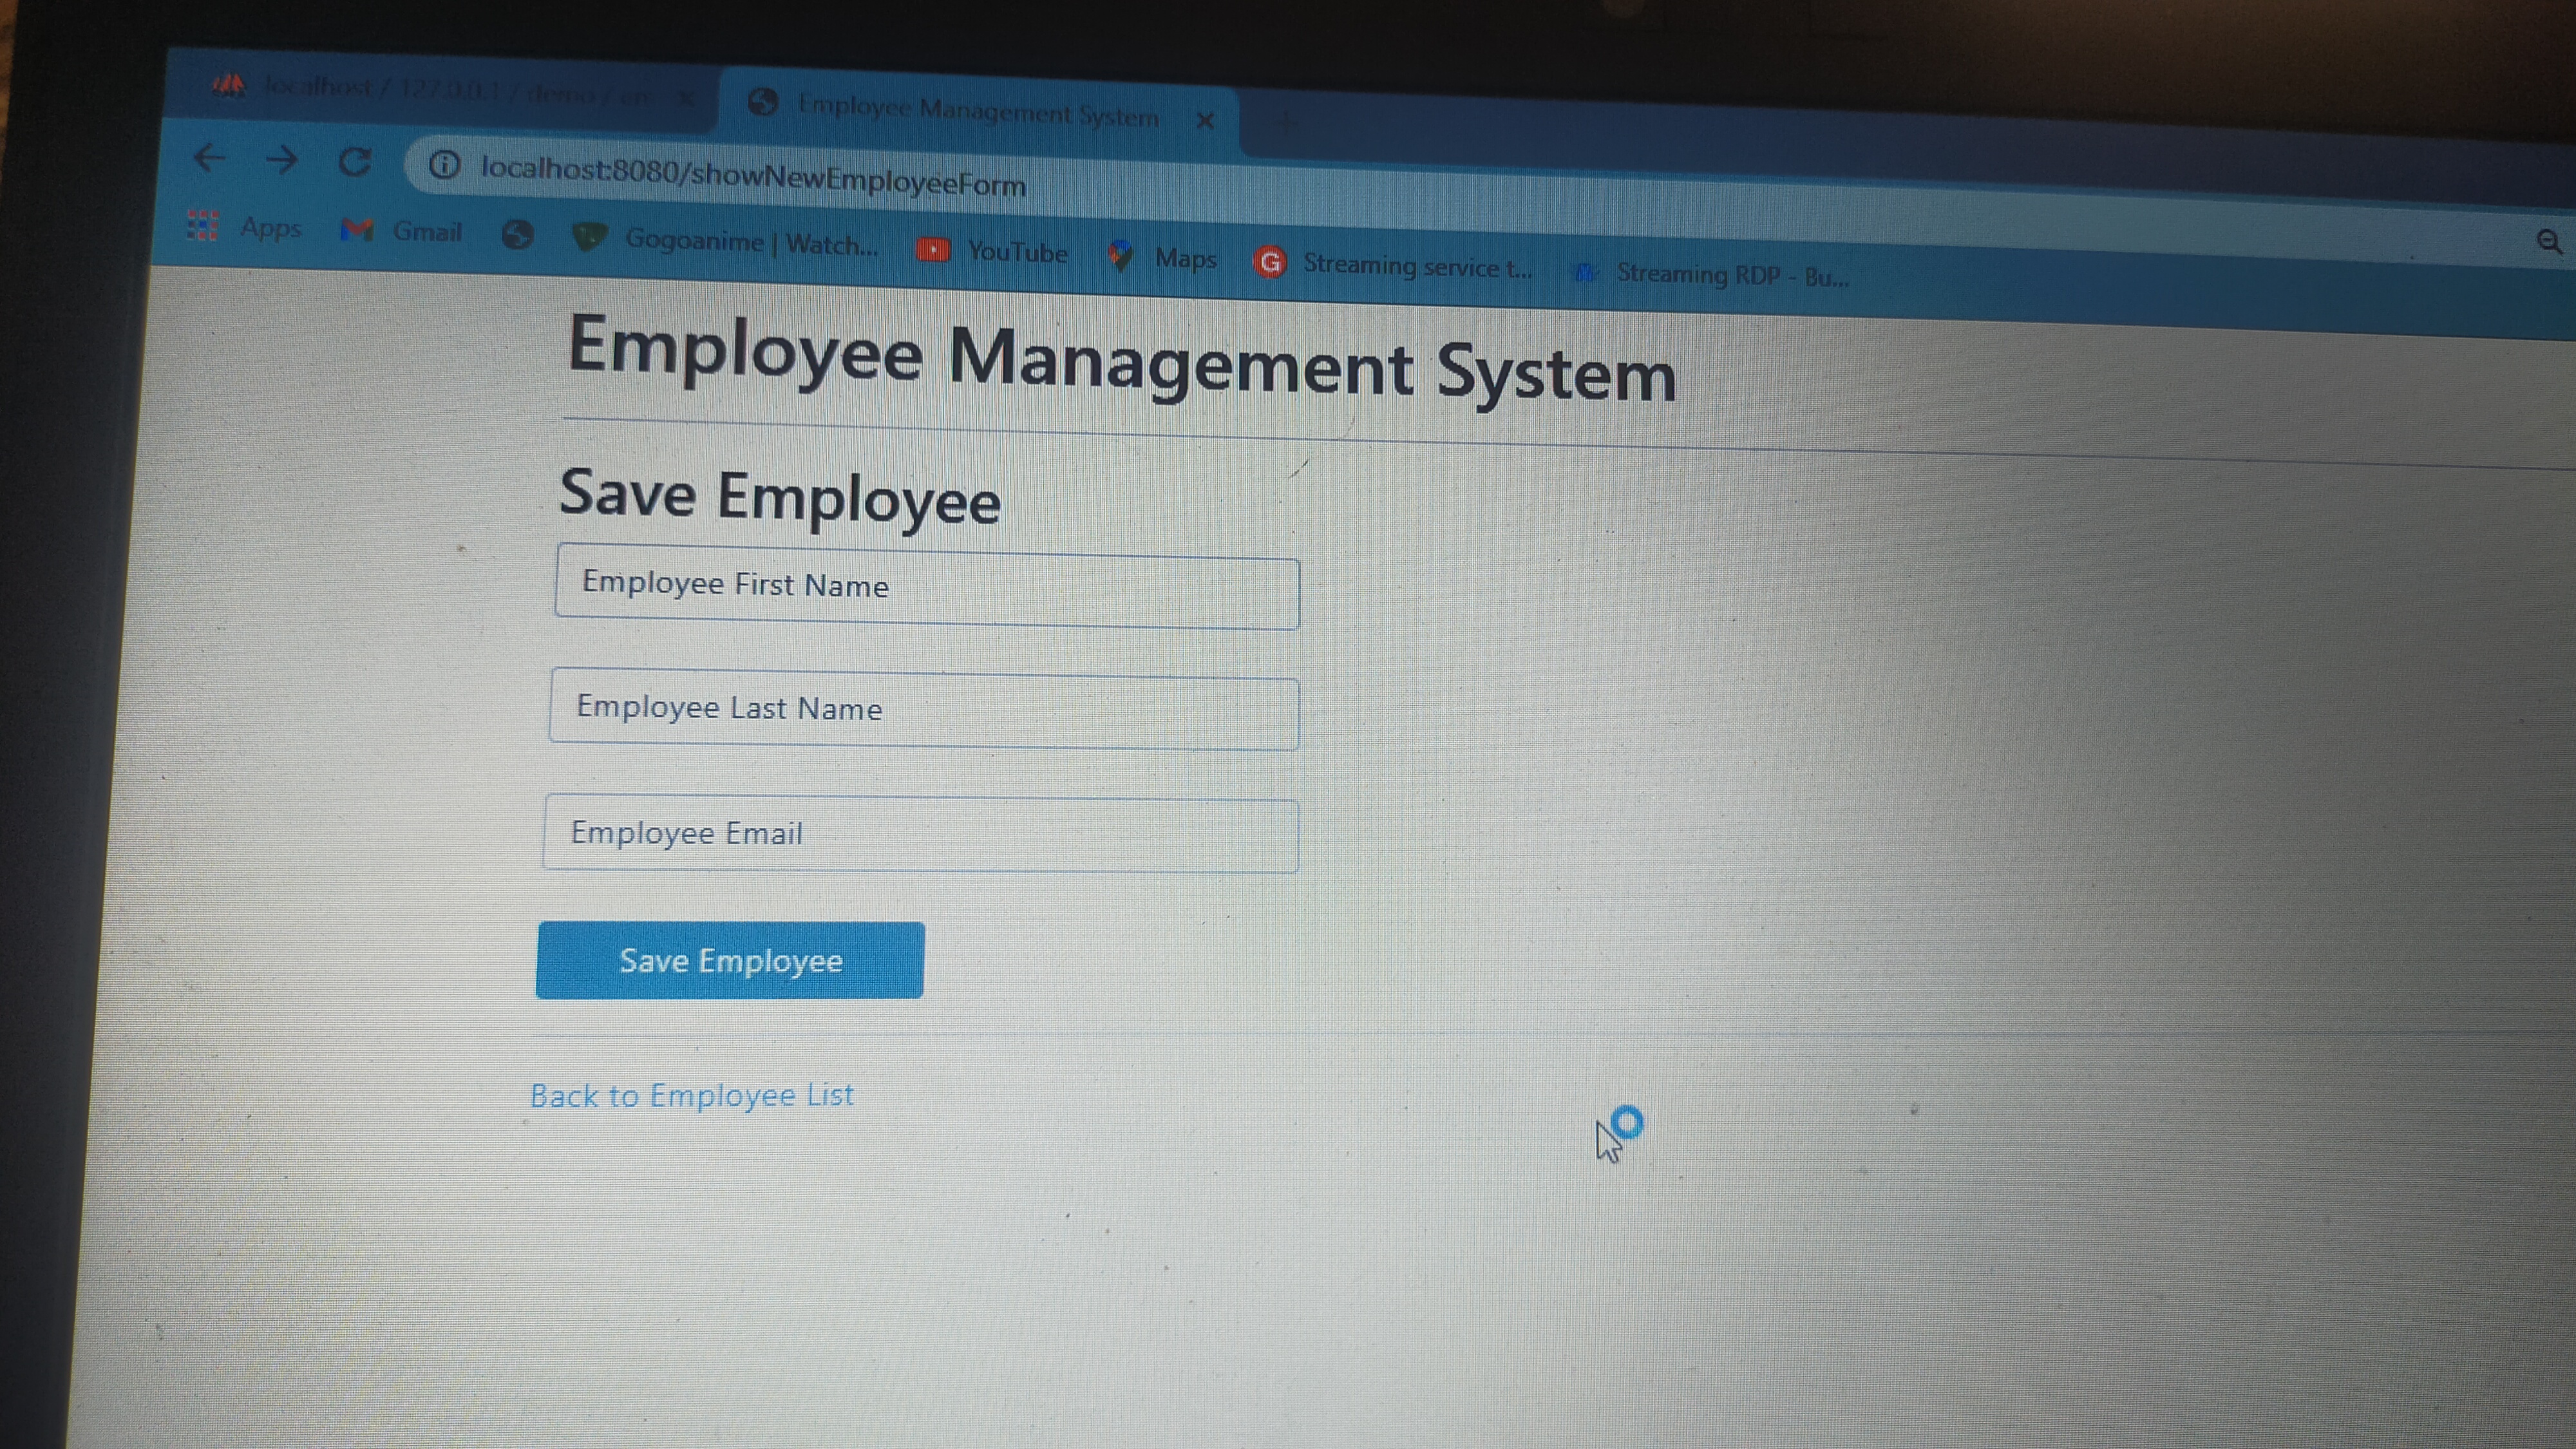 localhost / 127.0.0.1 / demo / em
Employee Management System
localhost:8080/showNewEmployeeForm
Apps
Gmail
Gogoanime | Watch...
YouTube
Maps
Streaming service t...
Streaming RDP - Bu...
Employee Management System
Save Employee
Employee First Name
Employee Last Name
Employee Email
Save Employee
Back to Employee List